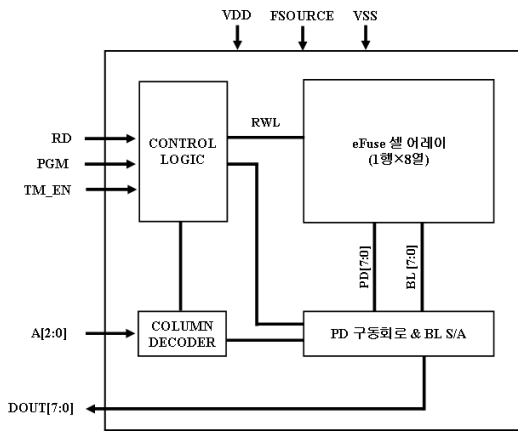 VDD FSOURCE VSS
RD
PGM
TM_EN
CONTROL
LOGIC
RWL
eFuse 셀 어레이
(1행×8열)
PD[7:0]
BL [7:0]
A[2:0]
COLUMN
DECODER
PD 구동회로 & BL S/A
DOUT[7:0]